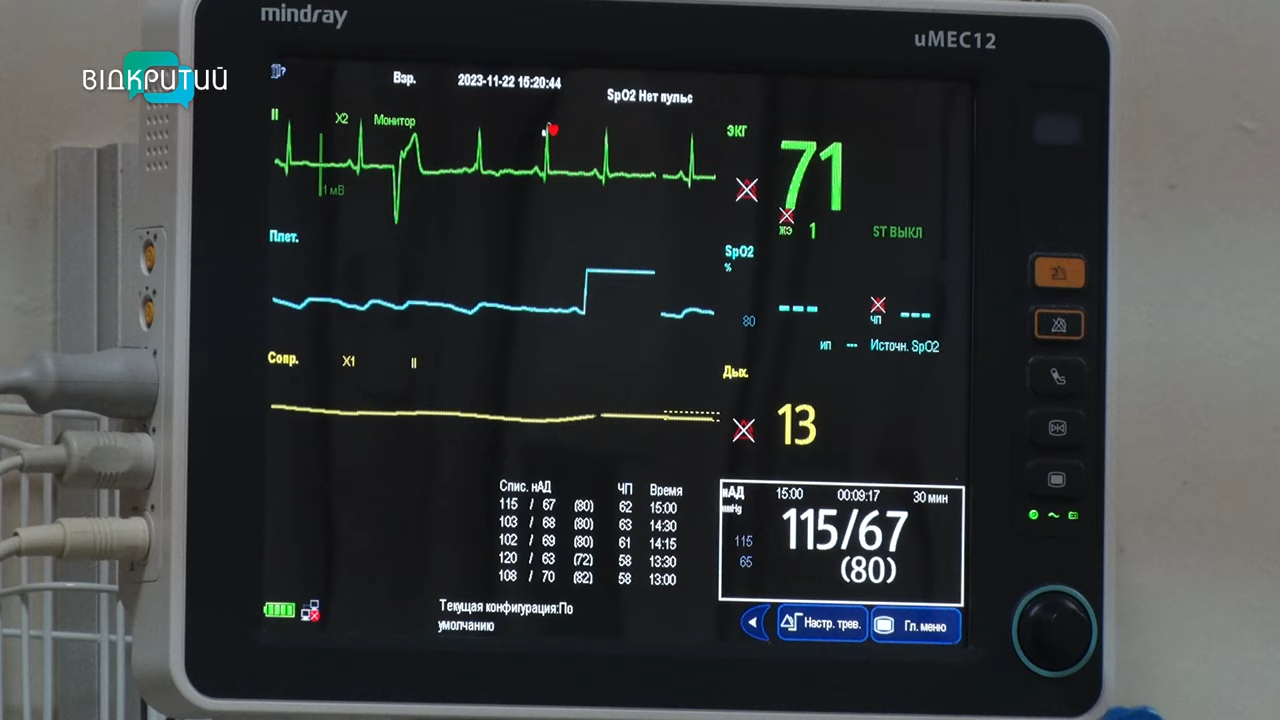 mindray
uMEC12
ВІДКРИТИЙ
Взр.
2023-11-22 15:20:44
SpO2 Нет пульс
II
X2
Монитор
1 мВ
ЭКГ
71
ЖЭ 1
ST ВЫКЛ
Плет.
SpO2
%
80
---
ЧП
---
ИП -- Источн. SpO2
Сопр.
X1
II
Дых.
13
Спис. нАД ЧП Время
115 / 67 (80) 62 15:00
103 / 68 (80) 63 14:30
102 / 69 (80) 61 14:15
120 / 63 (72) 58 13:30
108 / 70 (82) 58 13:00
нАД 15:00 00:09:17 30 мин
mmHg
115/67
(80)
115
65
Текущая конфигурация:По
умолчанию
Настр. трев.
Гл. меню